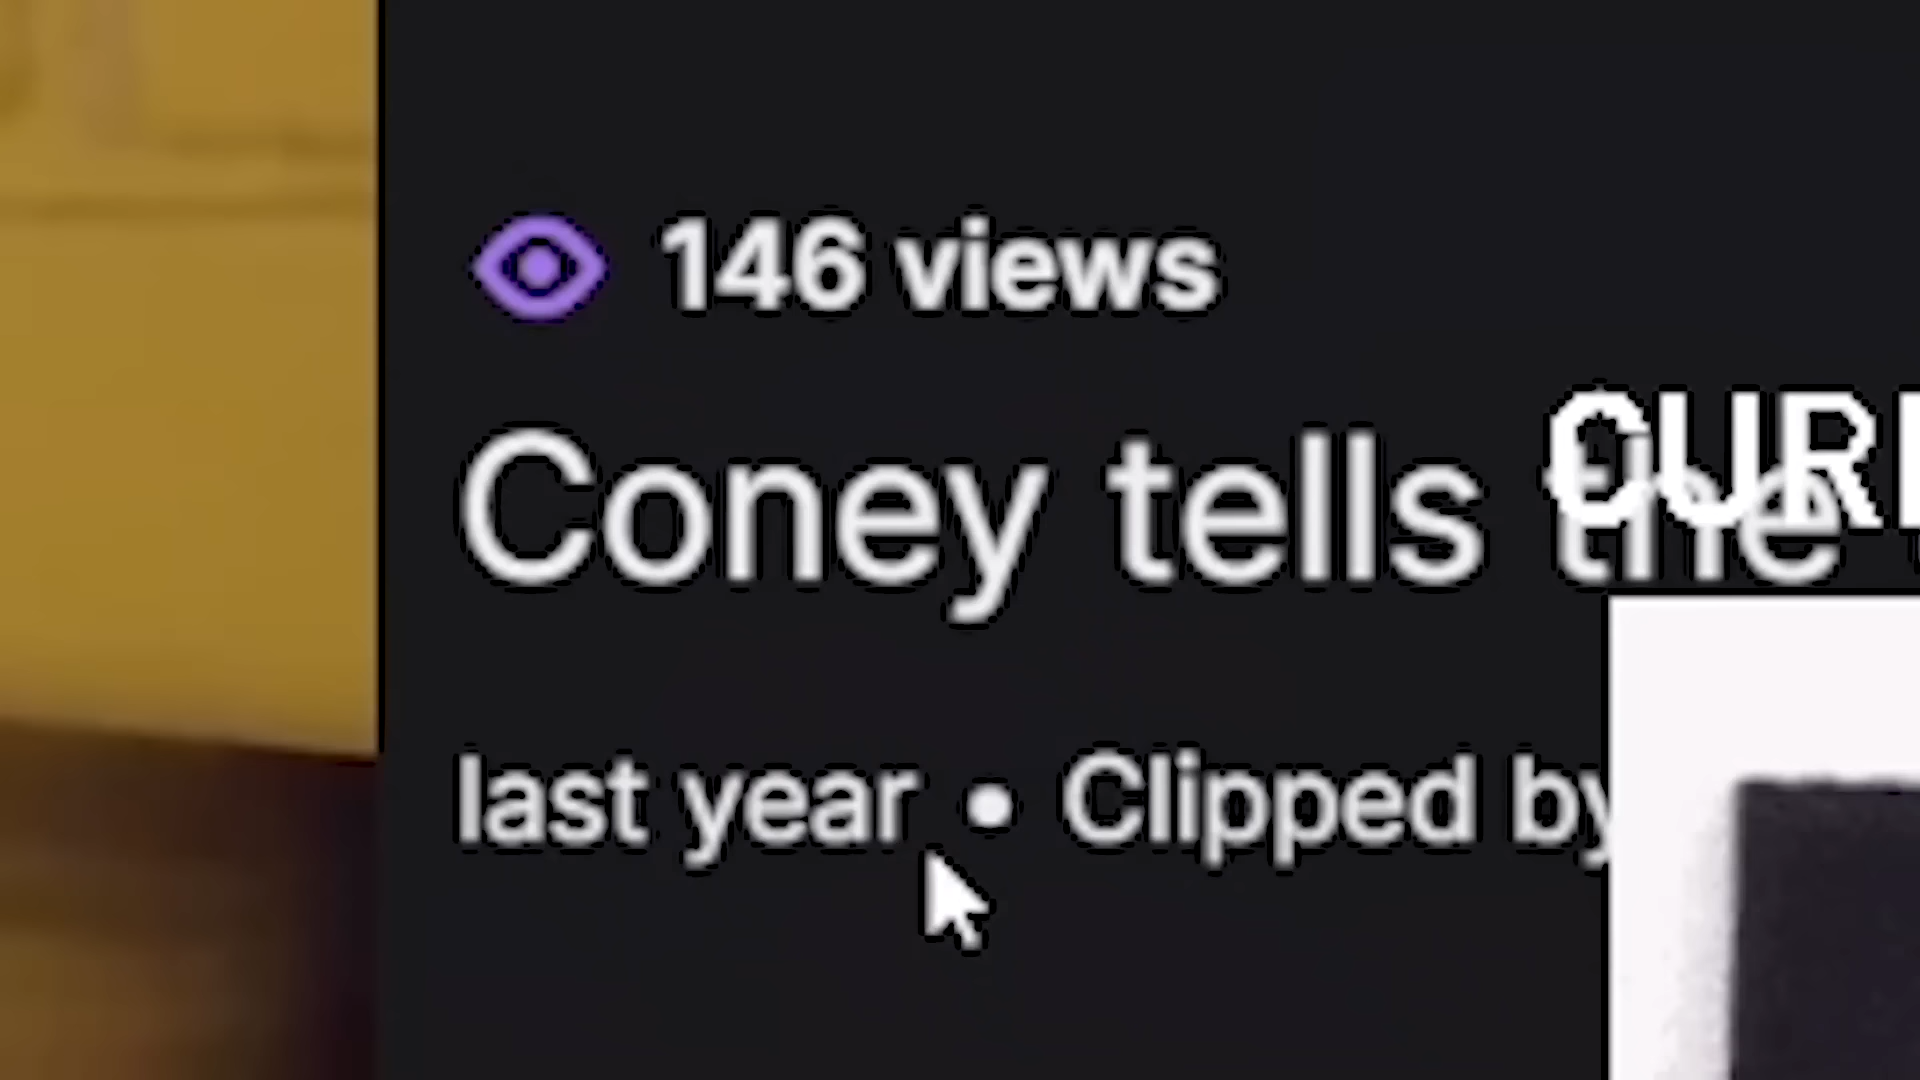 146 views
Coney tells the
last year • Clipped by